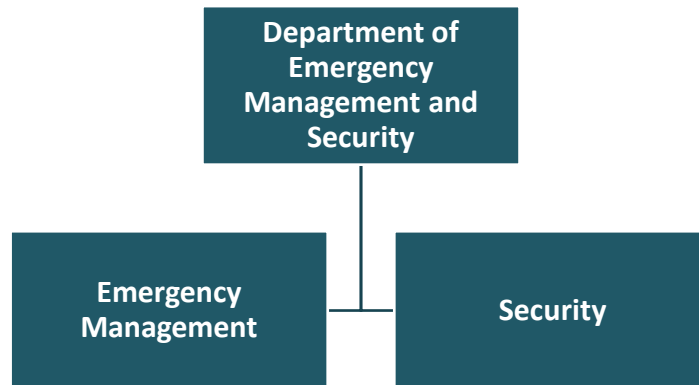 Department of
Emergency
Management and
Security
Emergency
Management
Security